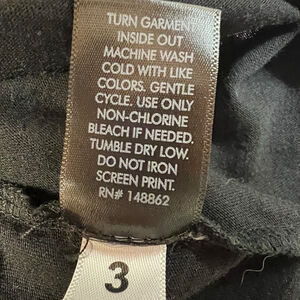 TURN GARMENT
INSIDE OUT
MACHINE WASH
COLD WITH LIKE
COLORS. GENTLE
CYCLE. USE ONLY
NON-CHLORINE
BLEACH IF NEEDED.
TUMBLE DRY LOW.
DO NOT IRON
SCREEN PRINT.
RN# 148862
3